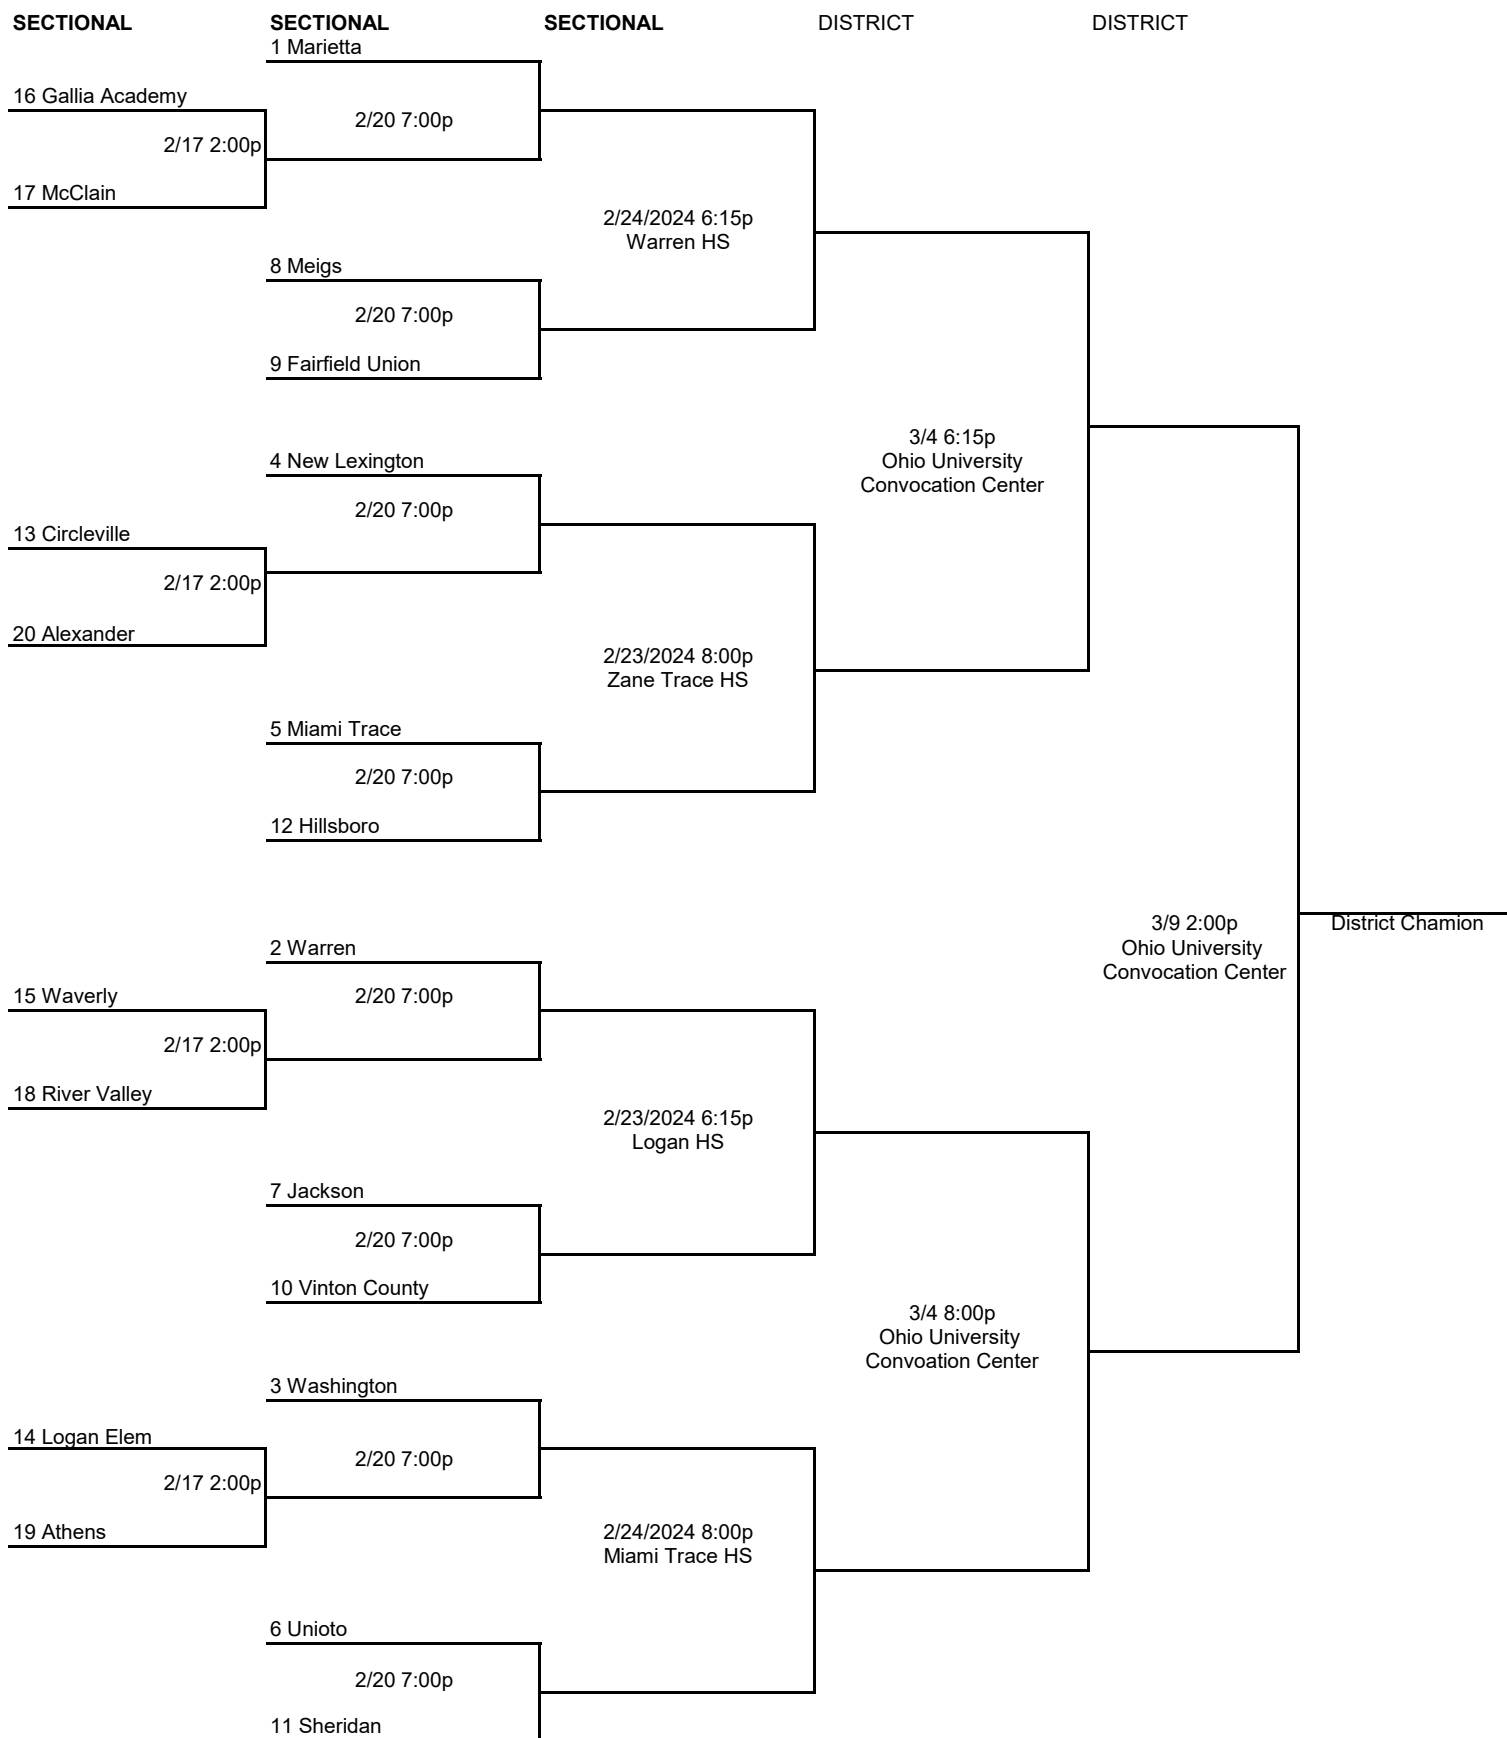 SECTIONAL SECTIONAL SECTIONAL DISTRICT DISTRICT
1 Marietta
16 Gallia Academy
2/20 7:00p
2/17 2:00p
17 McClain
2/24/2024 6:15p
Warren HS
8 Meigs
2/20 7:00p
9 Fairfield Union
3/4 6:15p
Ohio University
Convocation Center
4 New Lexington
2/20 7:00p
13 Circleville
2/17 2:00p
20 Alexander
2/23/2024 8:00p
Zane Trace HS
5 Miami Trace
2/20 7:00p
12 Hillsboro
3/9 2:00p
Ohio University
Convocation Center
District Chamion
2 Warren
15 Waverly
2/20 7:00p
2/17 2:00p
18 River Valley
2/23/2024 6:15p
Logan HS
7 Jackson
2/20 7:00p
10 Vinton County
3/4 8:00p
Ohio University
Convoation Center
3 Washington
14 Logan Elem
2/20 7:00p
2/17 2:00p
19 Athens
2/24/2024 8:00p
Miami Trace HS
6 Unioto
2/20 7:00p
11 Sheridan